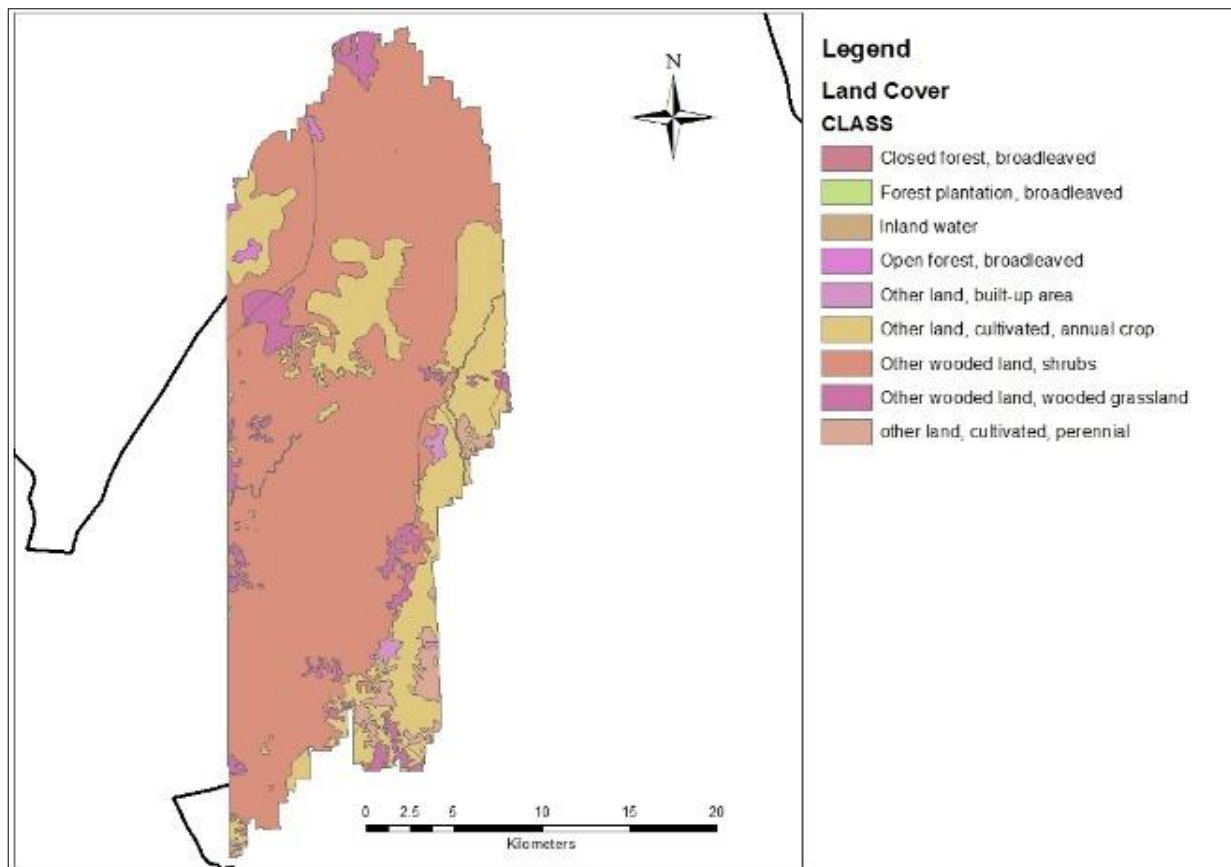 N
Legend
Land Cover
CLASS
Closed forest, broadleaved
Forest plantation, broadleaved
Inland water
Open forest, broadleaved
Other land, built-up area
Other land, cultivated, annual crop
Other wooded land, shrubs
Other wooded land, wooded grassland
other land, cultivated, perennial
0 2.5 5 10 15 20
Kilometers